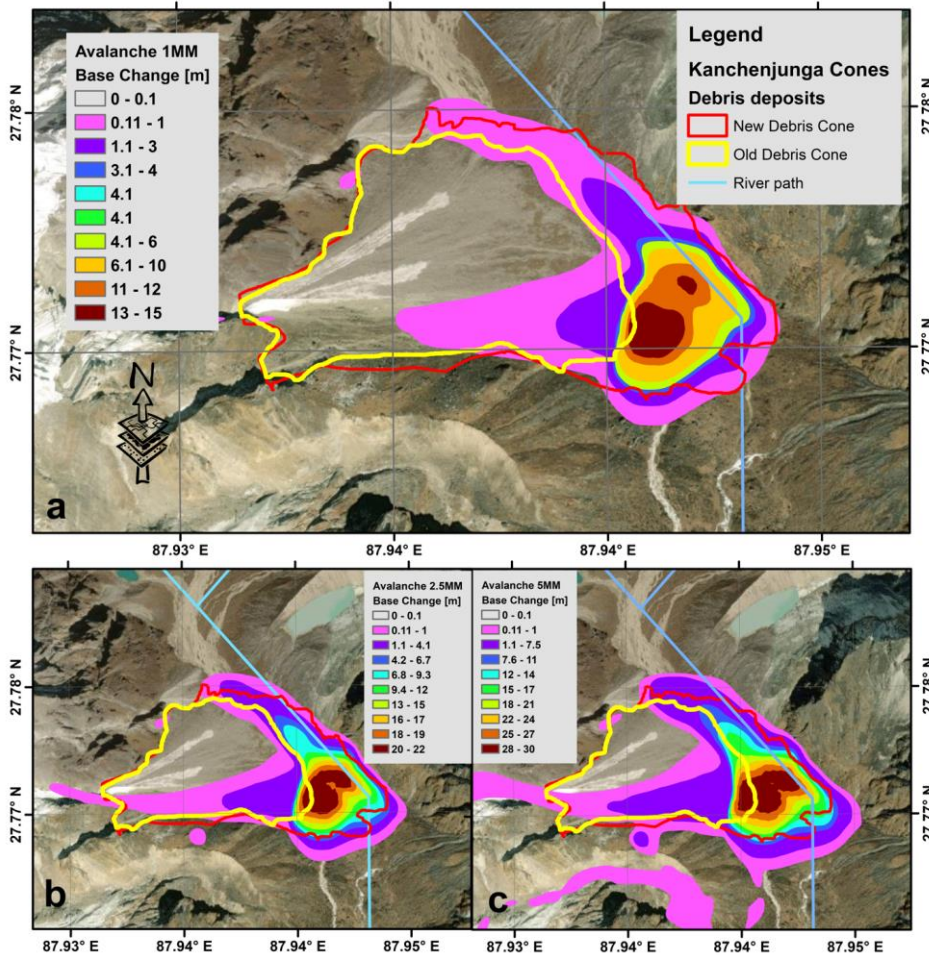 Avalanche 1MM
Base Change [m]
0 - 0.1
0.11 - 1
1.1 - 3
3.1 - 4
4.1
4.1
4.1 - 6
6.1 - 10
11 - 12
13 - 15
Legend
Kanchenjunga Cones
Debris deposits
New Debris Cone
Old Debris Cone
River path
27.78° N
27.78° N
27.77° N
27.77° N
N
a
87.93° E
87.94° E
87.94° E
87.95° E
Avalanche 2.5MM
Base Change [m]
0 - 0.1
0.11 - 1
1.1 - 4.1
4.2 - 6.7
6.8 - 9.3
9.4 - 12
13 - 15
16 - 17
18 - 19
20 - 22
Avalanche 5MM
Base Change [m]
0 - 0.1
0.11 - 1
1.1 - 7.5
7.6 - 11
12 - 14
15 - 17
18 - 21
22 - 24
25 - 27
28 - 30
27.78° N
27.78° N
27.77° N
27.77° N
b
c
87.93° E
87.94° E
87.94° E
87.95° E
87.93° E
87.94° E
87.94° E
87.95° E